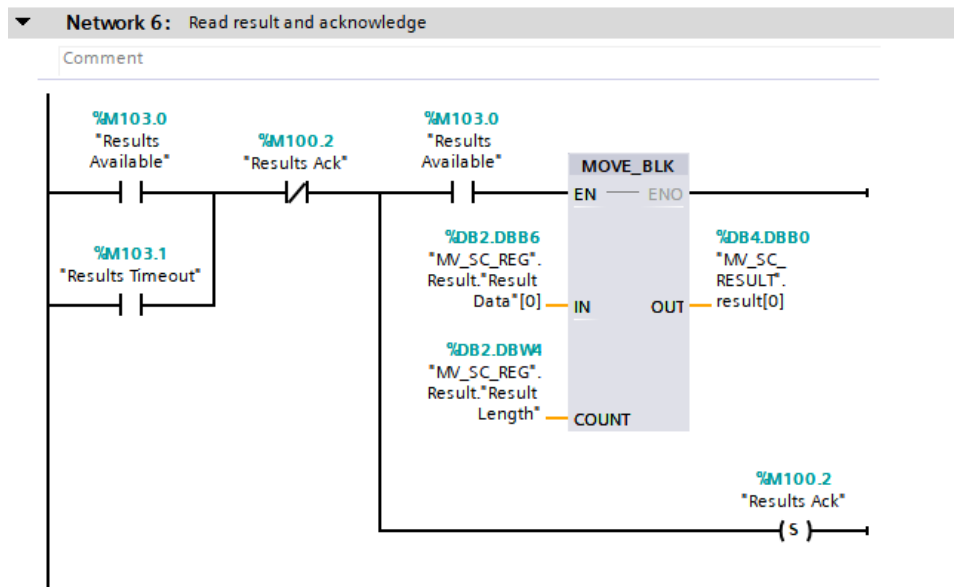 Network 6: Read result and acknowledge
Comment
%M103.0
"Results
Available"
%M100.2
"Results Ack"
%M103.0
"Results
Available"
MOVE_BLK
EN
ENO
%M103.1
"Results Timeout"
%DB2.DBB6
"MV_SC_REG".
Result."Result
Data"[0]
IN
OUT
%DB4.DBB0
"MV_SC_
RESULT".
result[0]
%DB2.DBW4
"MV_SC_REG".
Result."Result
Length"
COUNT
%M100.2
"Results Ack"
S